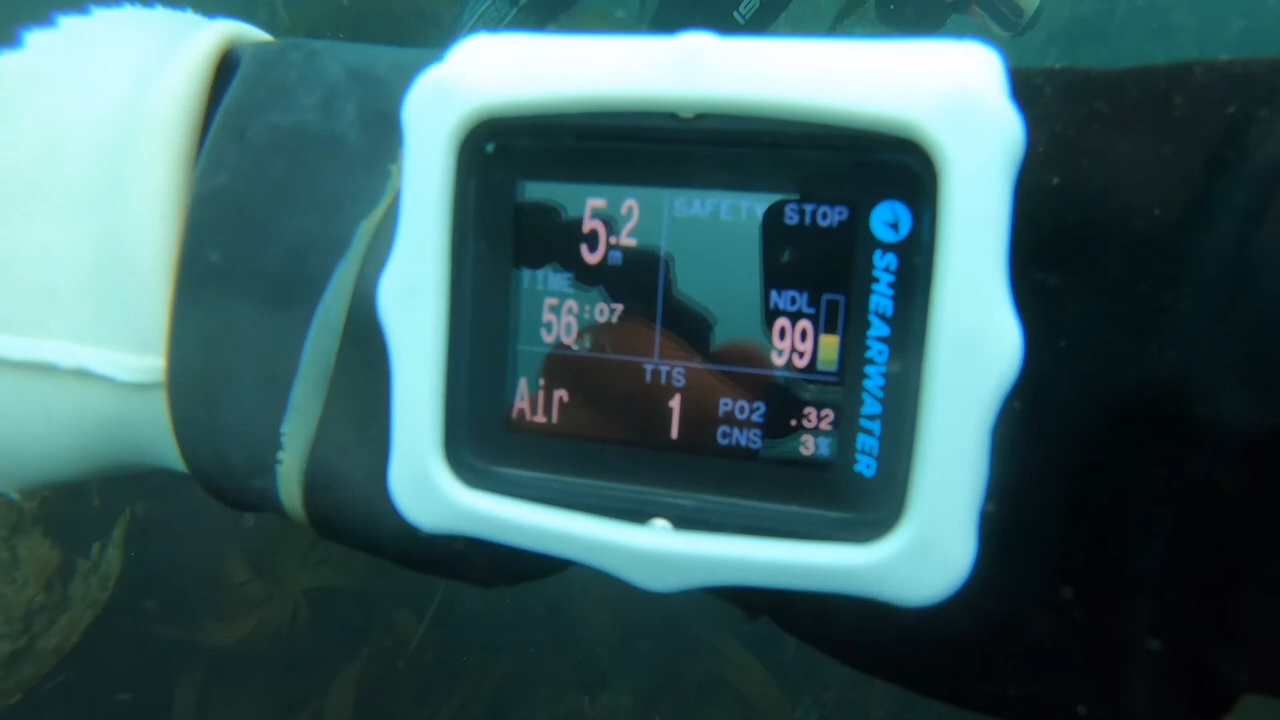 5.2
m
SAFETY STOP
TIME
56:07
NDL
99
Air
TTS
1
PO2 .32
CNS 3%
SHEARWATER